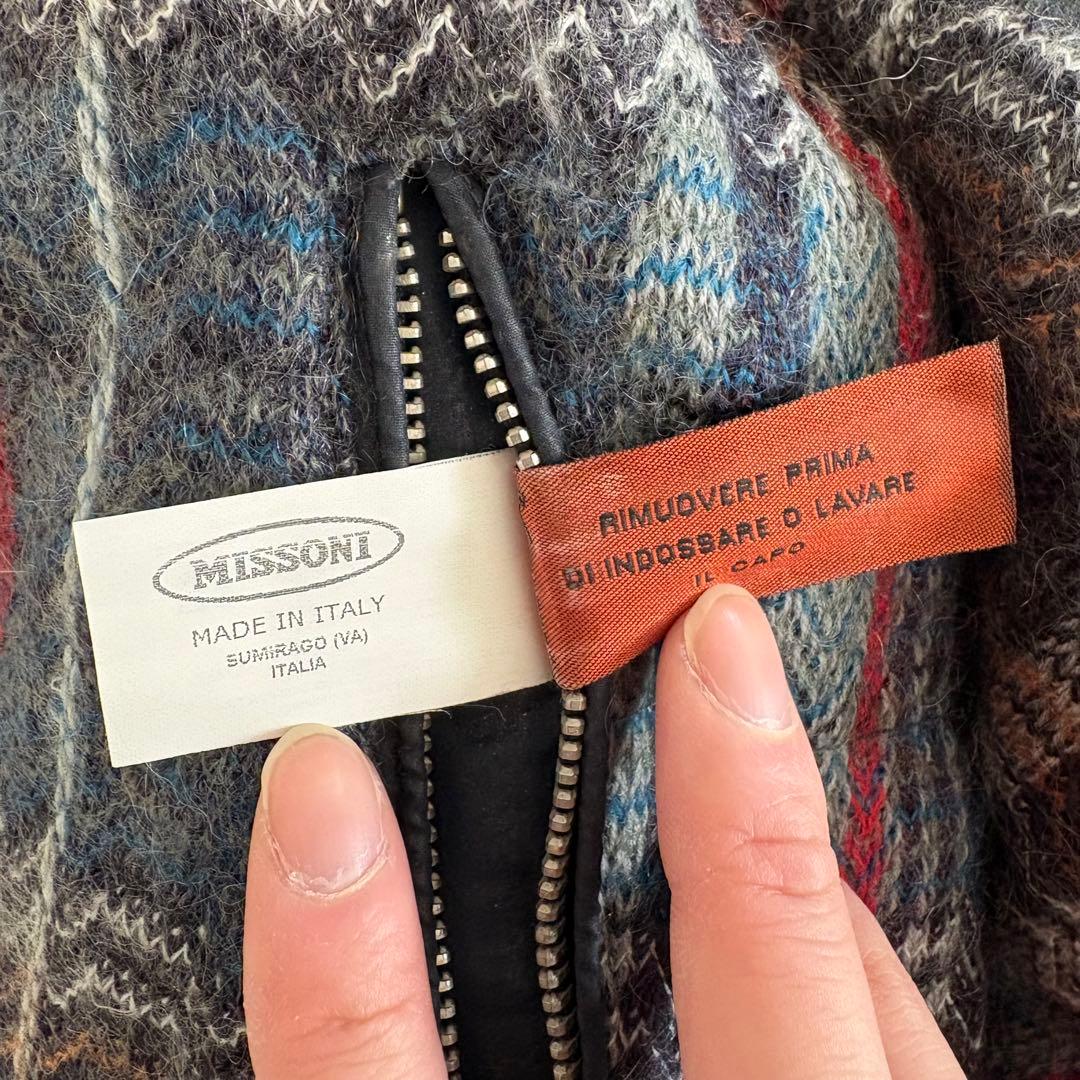 MISSONI
MADE IN ITALY
SUMIRAGO (VA)
ITALIA
RIMUOVERE PRIMA
DI INDOSSARE O LAVARE
IL CAPO